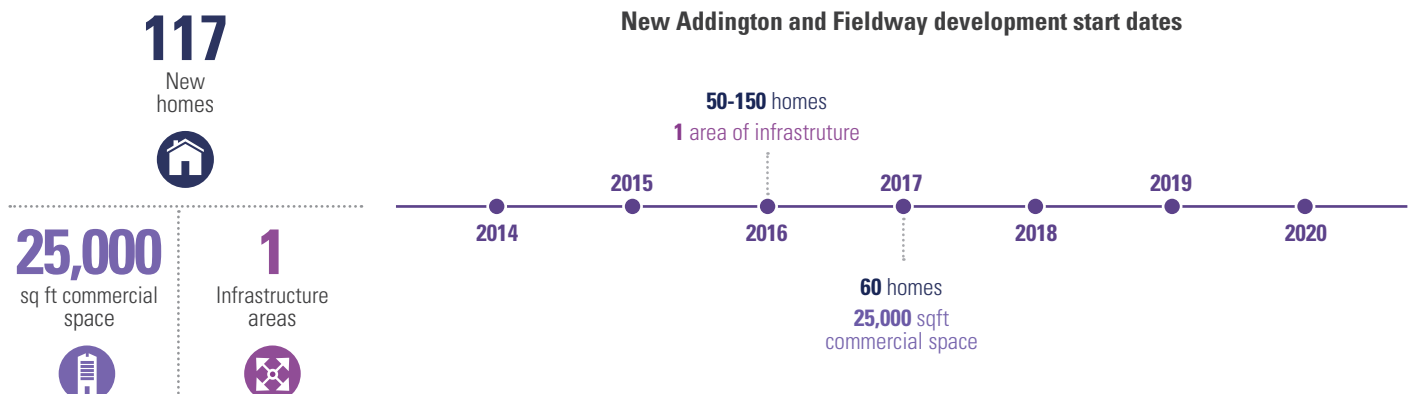 117
New
homes
25,000
sq ft commercial
space
1
Infrastructure
areas
New Addington and Fieldway development start dates
50-150 homes
1 area of infrastruture
2015
2017
2019
2014
2016
2018
2020
60 homes
25,000 sqft
commercial space